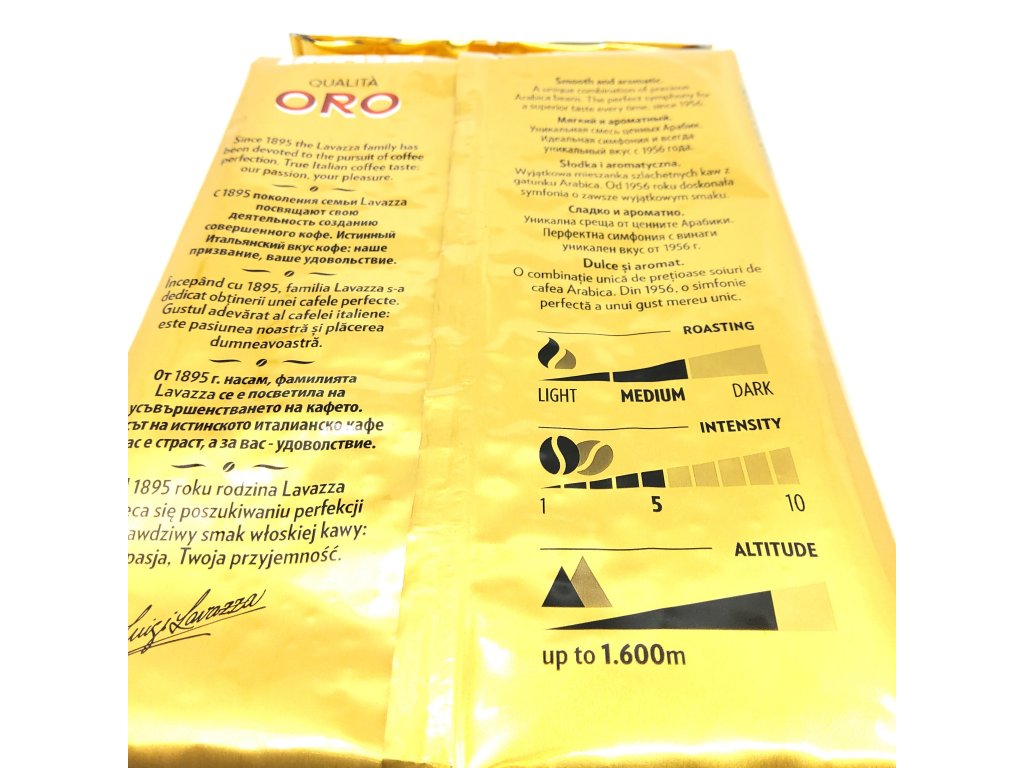 QUALITÀ
ORO
Since 1895 the Lavazza family has
been devoted to the pursuit of coffee
perfection. True Italian coffee taste:
our passion, your pleasure.
С 1895 поколения семьи Lavazza
посвящают свою
деятельность созданию
совершенного кофе. Истинный
Итальянский вкус кофе: наше
призвание, ваше удовольствие.
Începând cu 1895, familia Lavazza s-a
dedicat obținerii unei cafele perfecte.
Gustul adevărat al cafelei italiene:
este pasiunea noastră și plăcerea
dumneavoastră.
От 1895 г. насам, фамилията
Lavazza се е посветила на
усъвършенстването на кафето.
на истинското италианско кафе
е страст, а за вас - удоволствие.
1895 roku rodzina Lavazza
się poszukiwaniu perfekcji
smak włoskiej kawy:
pasja, Twoja przyjemność.
Luigi Lavazza
Smooth and aromatic.
A unique combination of precious
Arabica beans. The perfect symphony for
a superior taste every time, since 1956.
Мягкий и ароматный.
Уникальная смесь ценных Арабик.
Идеальная симфония и всегда
уникальный вкус с 1956 года.
Słodka i aromatyczna.
Wyjątkowa mieszanka szlachetnych kaw z
gatunku Arabica. Od 1956 roku doskonała
symfonia o zawsze wyjątkowym smaku.
Сладко и ароматно.
Уникална среща от ценните Арабики.
Перфектна симфония с винаги
уникален вкус от 1956 г.
Dulce și aromat.
O combinație unică de prețioase soiuri de
cafea Arabica. Din 1956, o simfonie
perfectă a unui gust mereu unic.
ROASTING
LIGHT MEDIUM DARK
INTENSITY
1 5 10
ALTITUDE
up to 1.600m